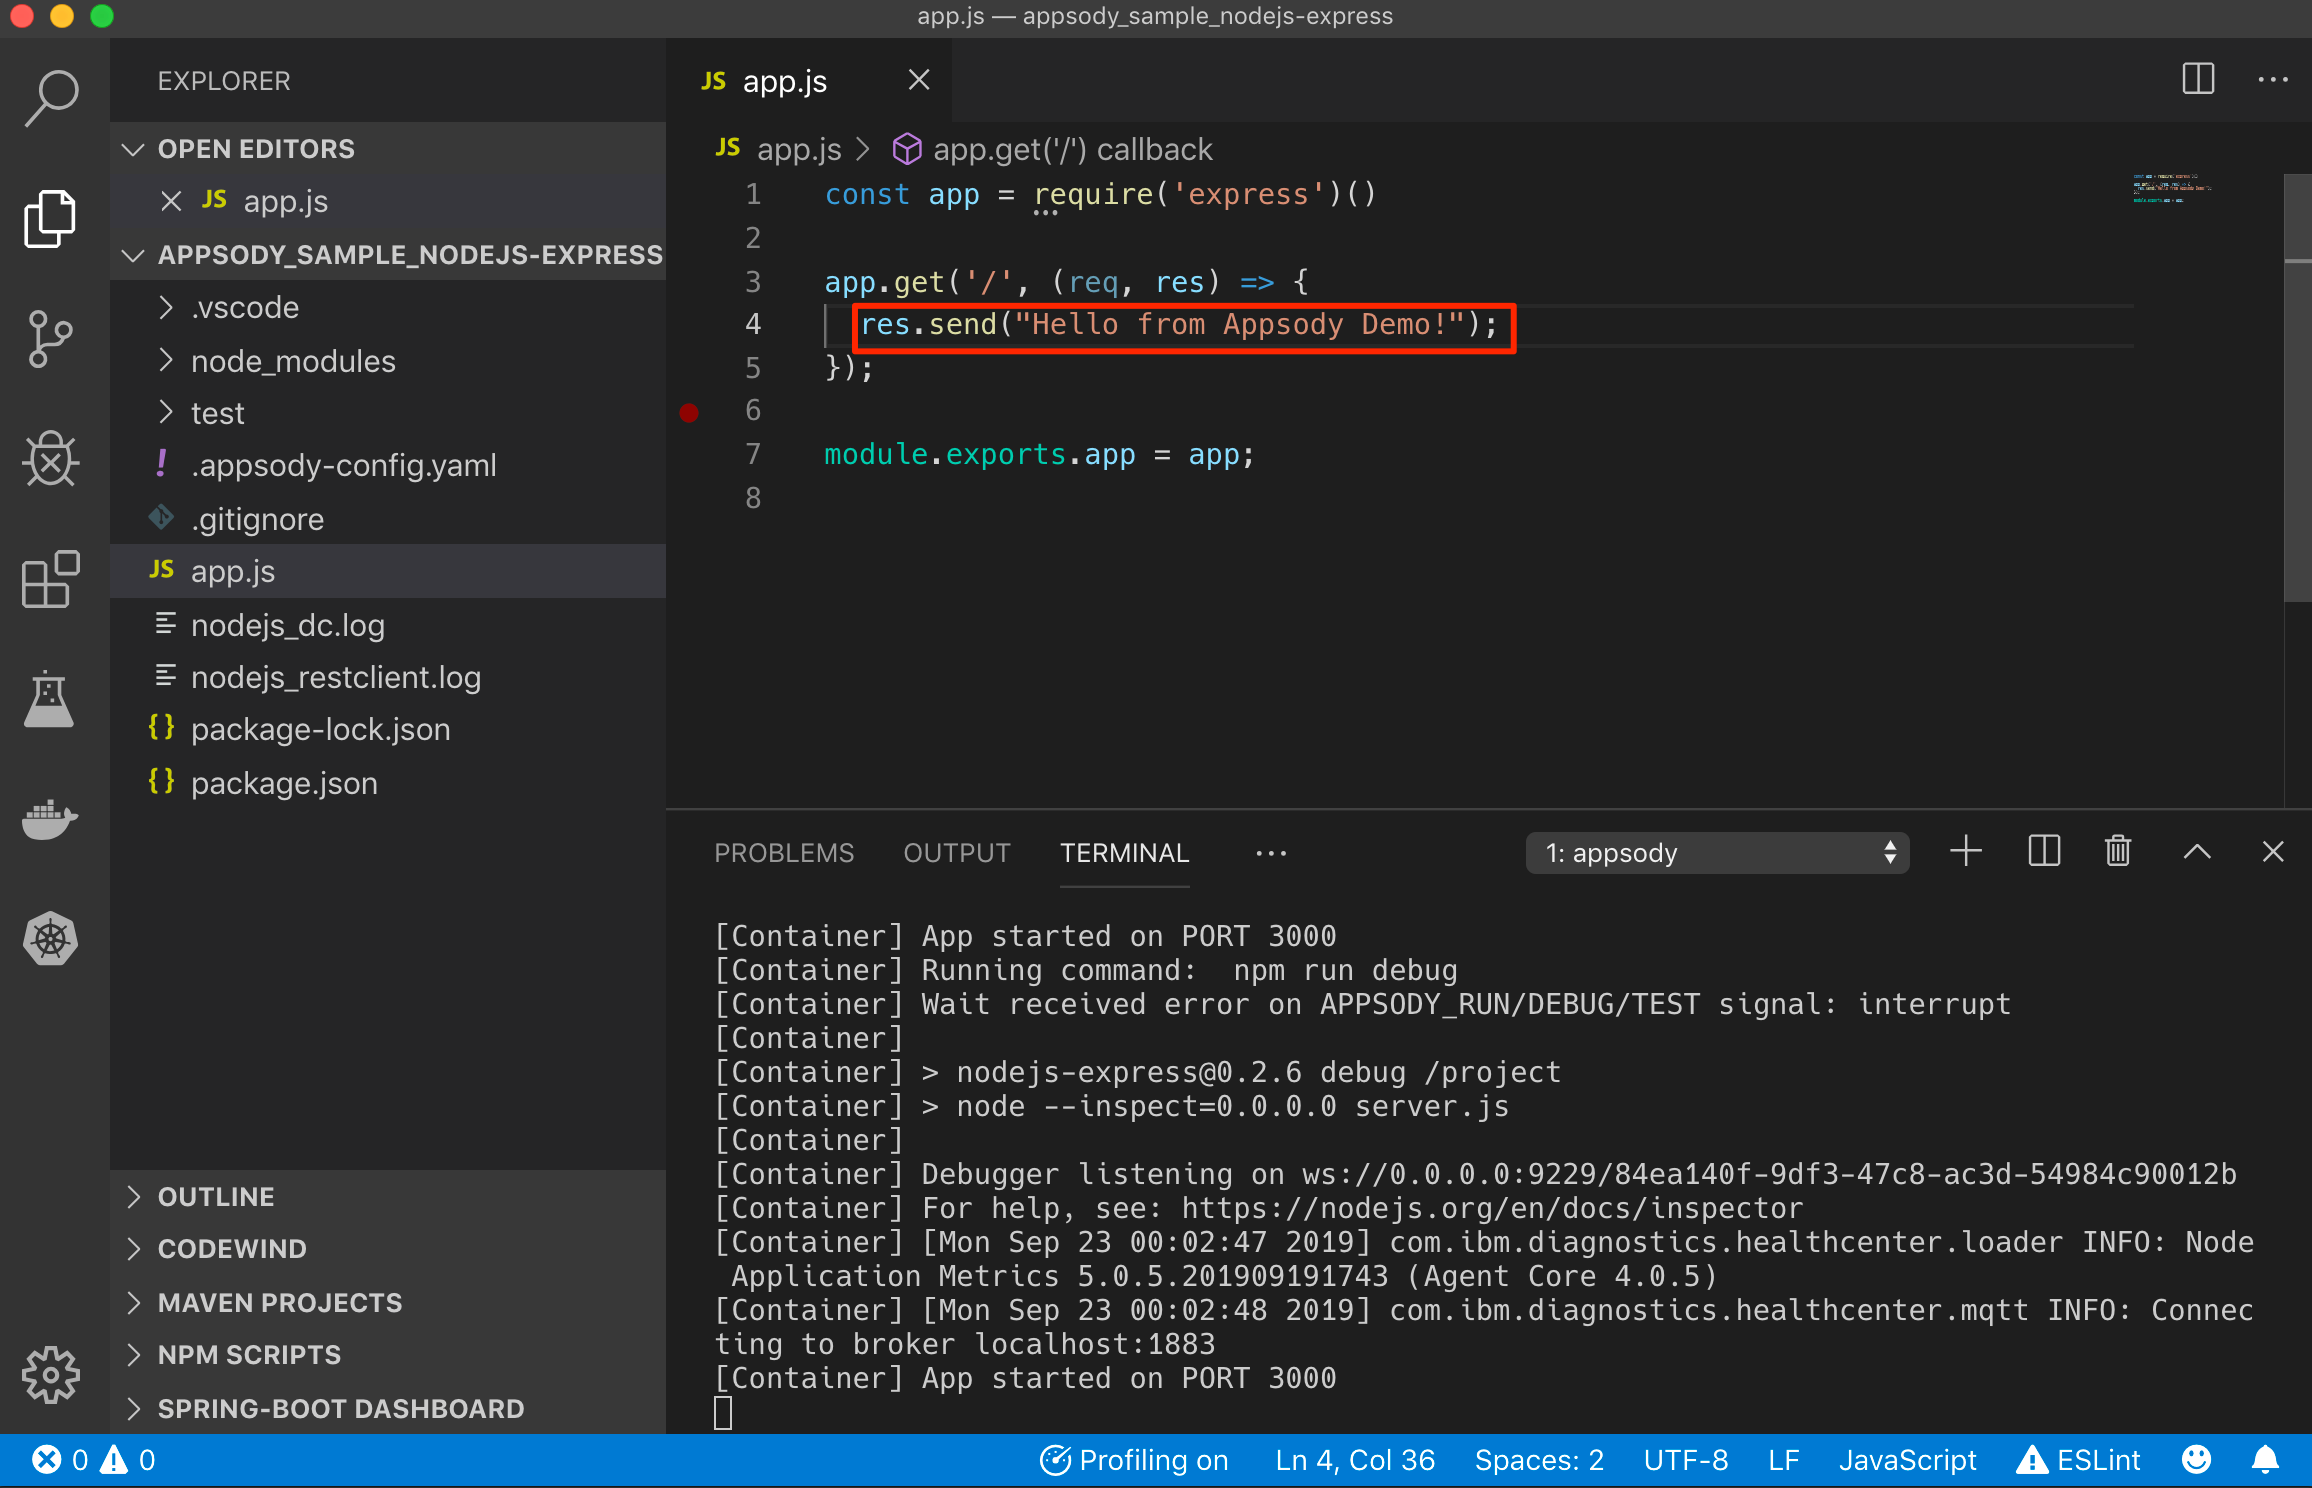 app.js — appsody_sample_nodejs-express
EXPLORER
OPEN EDITORS
JS app.js
APPSODY_SAMPLE_NODEJS-EXPRESS
.vscode
node_modules
test
! .appsody-config.yaml
.gitignore
JS app.js
nodejs_dc.log
nodejs_restclient.log
{} package-lock.json
{} package.json
OUTLINE
CODEWIND
MAVEN PROJECTS
NPM SCRIPTS
SPRING-BOOT DASHBOARD
JS app.js
JS app.js > app.get('/') callback
1 const app = require('express')()
2
3 app.get('/', (req, res) => {
4 res.send("Hello from Appsody Demo!");
5 });
6
7 module.exports.app = app;
8
PROBLEMS OUTPUT TERMINAL ... 1: appsody
[Container] App started on PORT 3000
[Container] Running command:  npm run debug
[Container] Wait received error on APPSODY_RUN/DEBUG/TEST signal: interrupt
[Container]
[Container] > nodejs-express@0.2.6 debug /project
[Container] > node --inspect=0.0.0.0 server.js
[Container]
[Container] Debugger listening on ws://0.0.0.0:9229/84ea140f-9df3-47c8-ac3d-54984c90012b
[Container] For help, see: https://nodejs.org/en/docs/inspector
[Container] [Mon Sep 23 00:02:47 2019] com.ibm.diagnostics.healthcenter.loader INFO: Node
Application Metrics 5.0.5.201909191743 (Agent Core 4.0.5)
[Container] [Mon Sep 23 00:02:48 2019] com.ibm.diagnostics.healthcenter.mqtt INFO: Connec
ting to broker localhost:1883
[Container] App started on PORT 3000
0 0 Profiling on Ln 4, Col 36 Spaces: 2 UTF-8 LF JavaScript ESLint